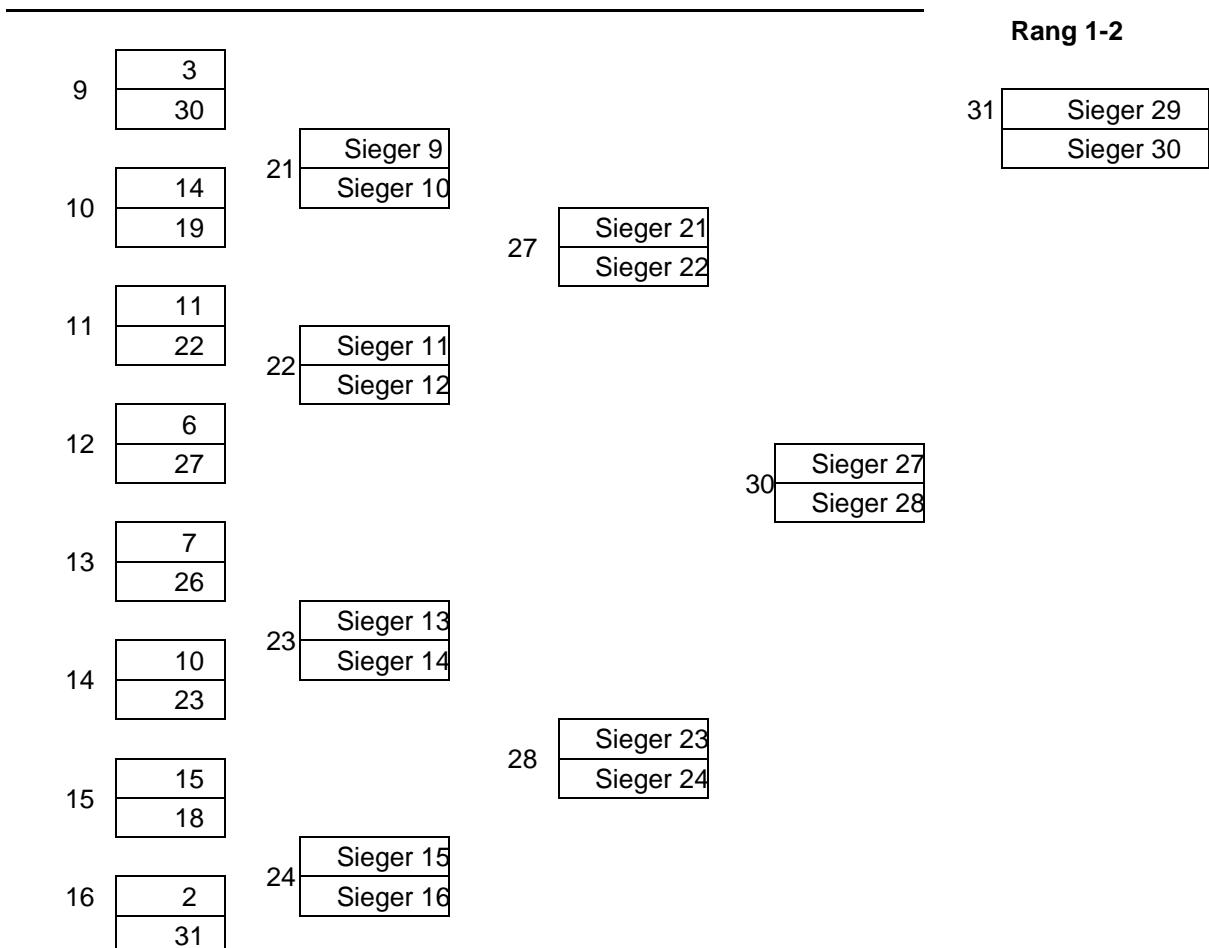 Rang 1-2
9
3
30
31
Sieger 29
Sieger 30
21
Sieger 9
Sieger 10
10
14
19
27
Sieger 21
Sieger 22
11
11
22
22
Sieger 11
Sieger 12
12
6
27
30
Sieger 27
Sieger 28
13
7
26
23
Sieger 13
Sieger 14
14
10
23
28
Sieger 23
Sieger 24
15
15
18
24
Sieger 15
Sieger 16
16
2
31